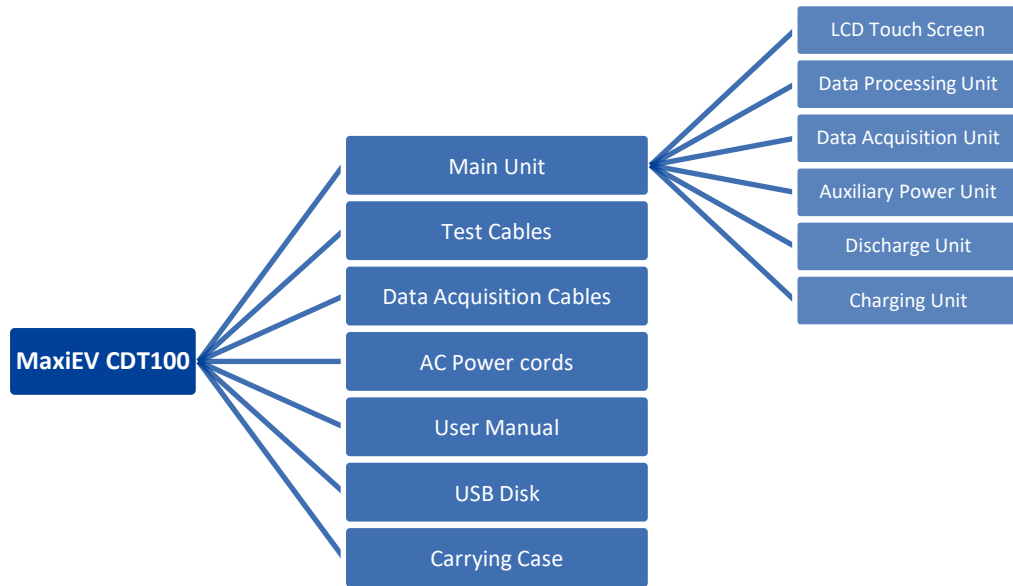 MaxiEV CDT100
Main Unit
Test Cables
Data Acquisition Cables
AC Power cords
User Manual
USB Disk
Carrying Case
LCD Touch Screen
Data Processing Unit
Data Acquisition Unit
Auxiliary Power Unit
Discharge Unit
Charging Unit